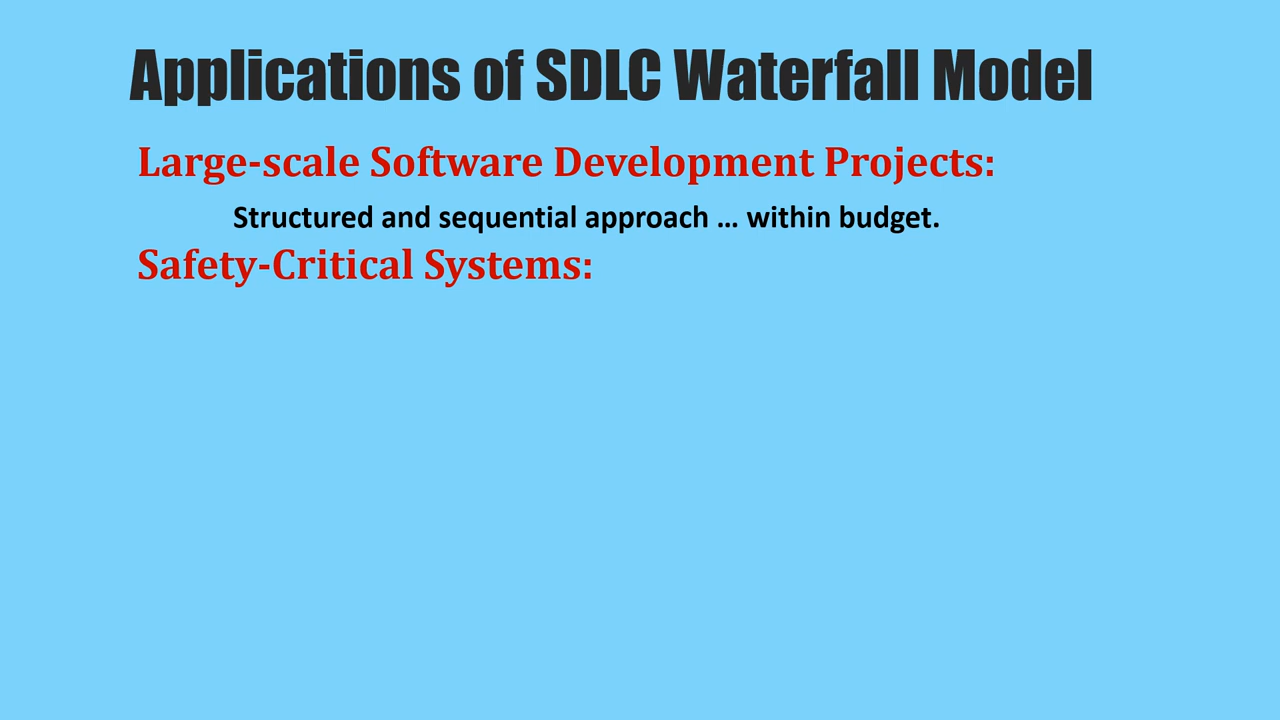 Applications of SDLC Waterfall Model
Large-scale Software Development Projects:
Structured and sequential approach … within budget.
Safety-Critical Systems: